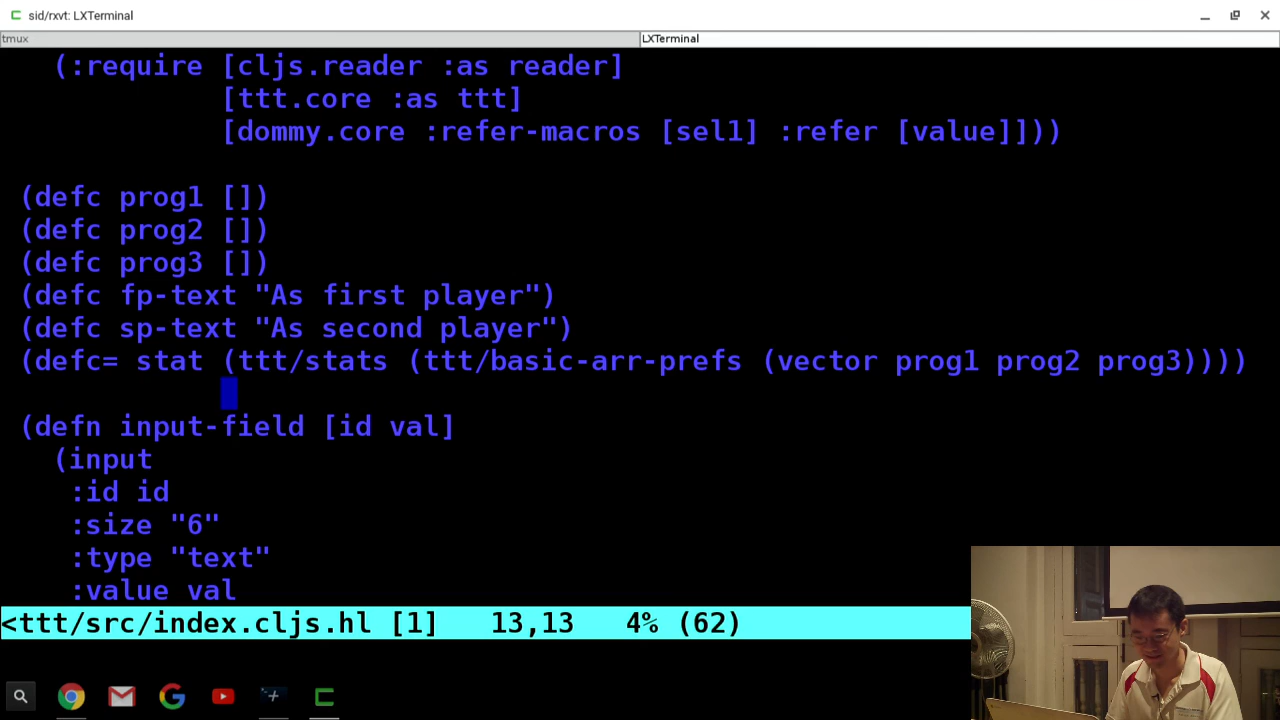 sid/rxvt: LXTerminal
tmux
LXTerminal
(:require [cljs.reader :as reader]
[ttt.core :as ttt]
[dommy.core :refer-macros [sel1] :refer [value]]))
(defc prog1 [])
(defc prog2 [])
(defc prog3 [])
(defc fp-text "As first player")
(defc sp-text "As second player")
(defc= stat (ttt/stats (ttt/basic-arr-prefs (vector prog1 prog2 prog3))))
(defn input-field [id val]
(input
:id id
:size "6"
:type "text"
:value val
<ttt/src/index.cljs.hl [1] 13,13 4% (62)